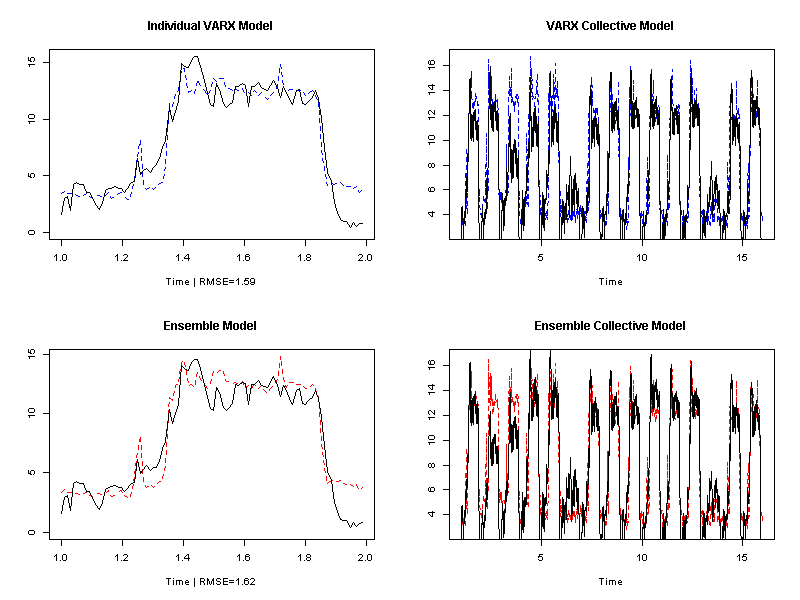 Individual VARX Model
15
10
5
0
1.0 1.2 1.4 1.6 1.8 2.0
Time | RMSE=1.59
VARX Collective Model
16
14
12
10
8
6
4
5 10 15
Time
Ensemble Model
15
10
5
0
1.0 1.2 1.4 1.6 1.8 2.0
Time | RMSE=1.62
Ensemble Collective Model
16
14
12
10
8
6
4
5 10 15
Time